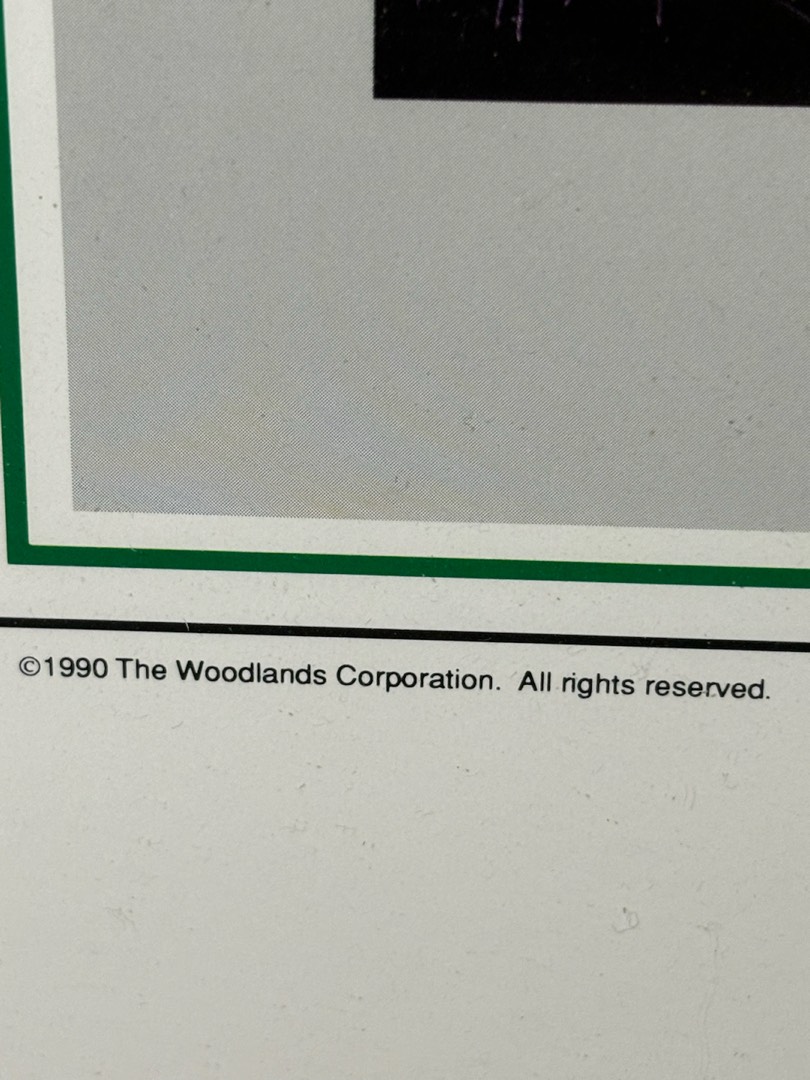 ©1990 The Woodlands Corporation. All rights reserved.